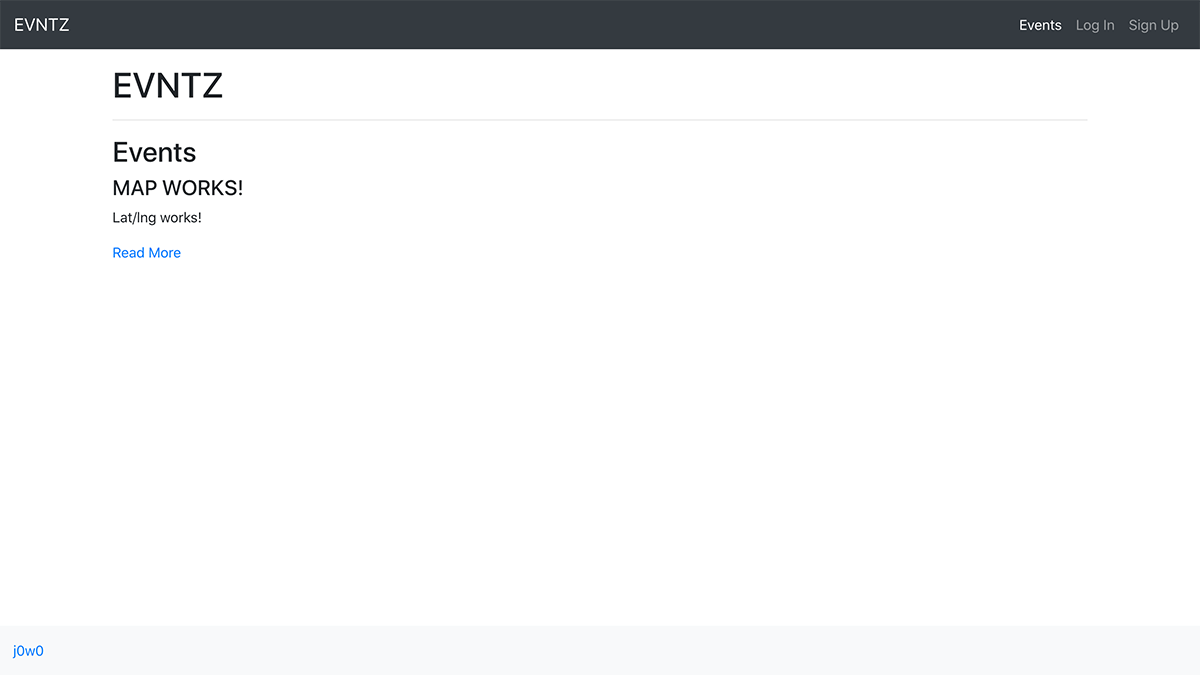 EVNTZ
Events Log In Sign Up
EVNTZ
Events
MAP WORKS!
Lat/lng works!
Read More
j0w0